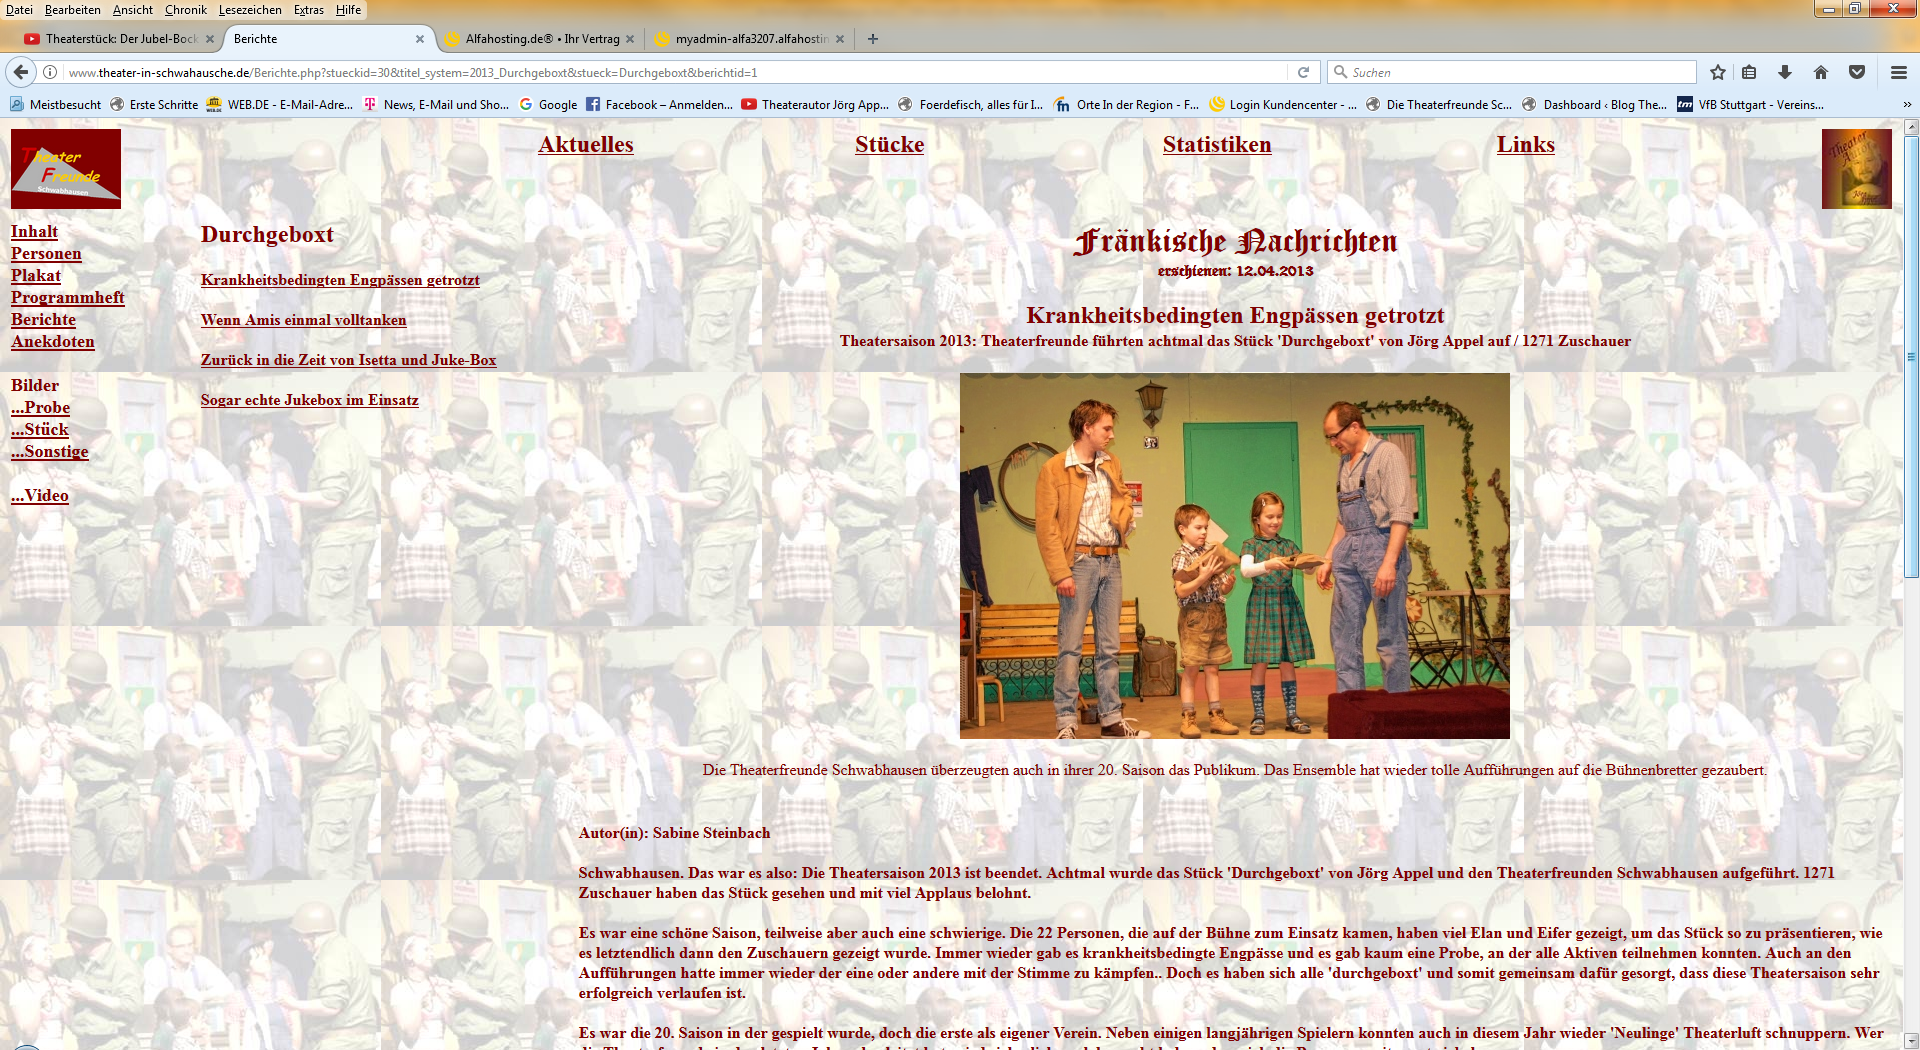 Datei Bearbeiten Ansicht Chronik Lesezeichen Extras Hilfe
Theaterstück: Der Jubel-Bock
Berichte
Alfahosting.de® • Ihr Vertrag
myadmin-alfa3207.alfahostin
www.theater-in-schwahausche.de/Berichte.php?stueckid=30&titel_system=2013_Durchgeboxt&stueck=Durchgeboxt&berichtid=1
Suchen
Meistbesucht Erste Schritte WEB.DE - E-Mail-Adre... News, E-Mail und Sho... Google Facebook – Anmelden... Theaterautor Jörg App... Foerdefisch, alles für I... Orte In der Region - F... Login Kundencenter - ... Die Theaterfreunde Sc... Dashboard ‹ Blog The... VfB Stuttgart - Vereins... »
Theater
Freunde
Schwabhausen
Aktuelles Stücke Statistiken Links
Theater
Autor
Inhalt
Personen
Plakat
Programmheft
Berichte
Anekdoten
Bilder
...Probe
...Stück
...Sonstige
...Video
Durchgeboxt
Krankheitsbedingten Engpässen getrotzt
Wenn Amis einmal volltanken
Zurück in die Zeit von Isetta und Juke-Box
Sogar echte Jukebox im Einsatz
Fränkische Nachrichten
erschienen: 12.04.2013
Krankheitsbedingten Engpässen getrotzt
Theatersaison 2013: Theaterfreunde führten achtmal das Stück 'Durchgeboxt' von Jörg Appel auf / 1271 Zuschauer
Die Theaterfreunde Schwabhausen überzeugten auch in ihrer 20. Saison das Publikum. Das Ensemble hat wieder tolle Aufführungen auf die Bühnenbretter gezaubert.
Autor(in): Sabine Steinbach
Schwabhausen. Das war es also: Die Theatersaison 2013 ist beendet. Achtmal wurde das Stück 'Durchgeboxt' von Jörg Appel und den Theaterfreunden Schwabhausen aufgeführt. 1271
Zuschauer haben das Stück gesehen und mit viel Applaus belohnt.
Es war eine schöne Saison, teilweise aber auch eine schwierige. Die 22 Personen, die auf der Bühne zum Einsatz kamen, haben viel Elan und Eifer gezeigt, um das Stück so zu präsentieren, wie
es letztendlich dann den Zuschauern gezeigt wurde. Immer wieder gab es krankheitsbedingte Engpässe und es gab kaum eine Probe, an der alle Aktiven teilnehmen konnten. Auch an den
Aufführungen hatte immer wieder der eine oder andere mit der Stimme zu kämpfen.. Doch es haben sich alle 'durchgeboxt' und somit gemeinsam dafür gesorgt, dass diese Theatersaison sehr
erfolgreich verlaufen ist.
Es war die 20. Saison in der gespielt wurde, doch die erste als eigener Verein. Neben einigen langjährigen Spielern konnten auch in diesem Jahr wieder 'Neulinge' Theaterluft schnuppern. Wer